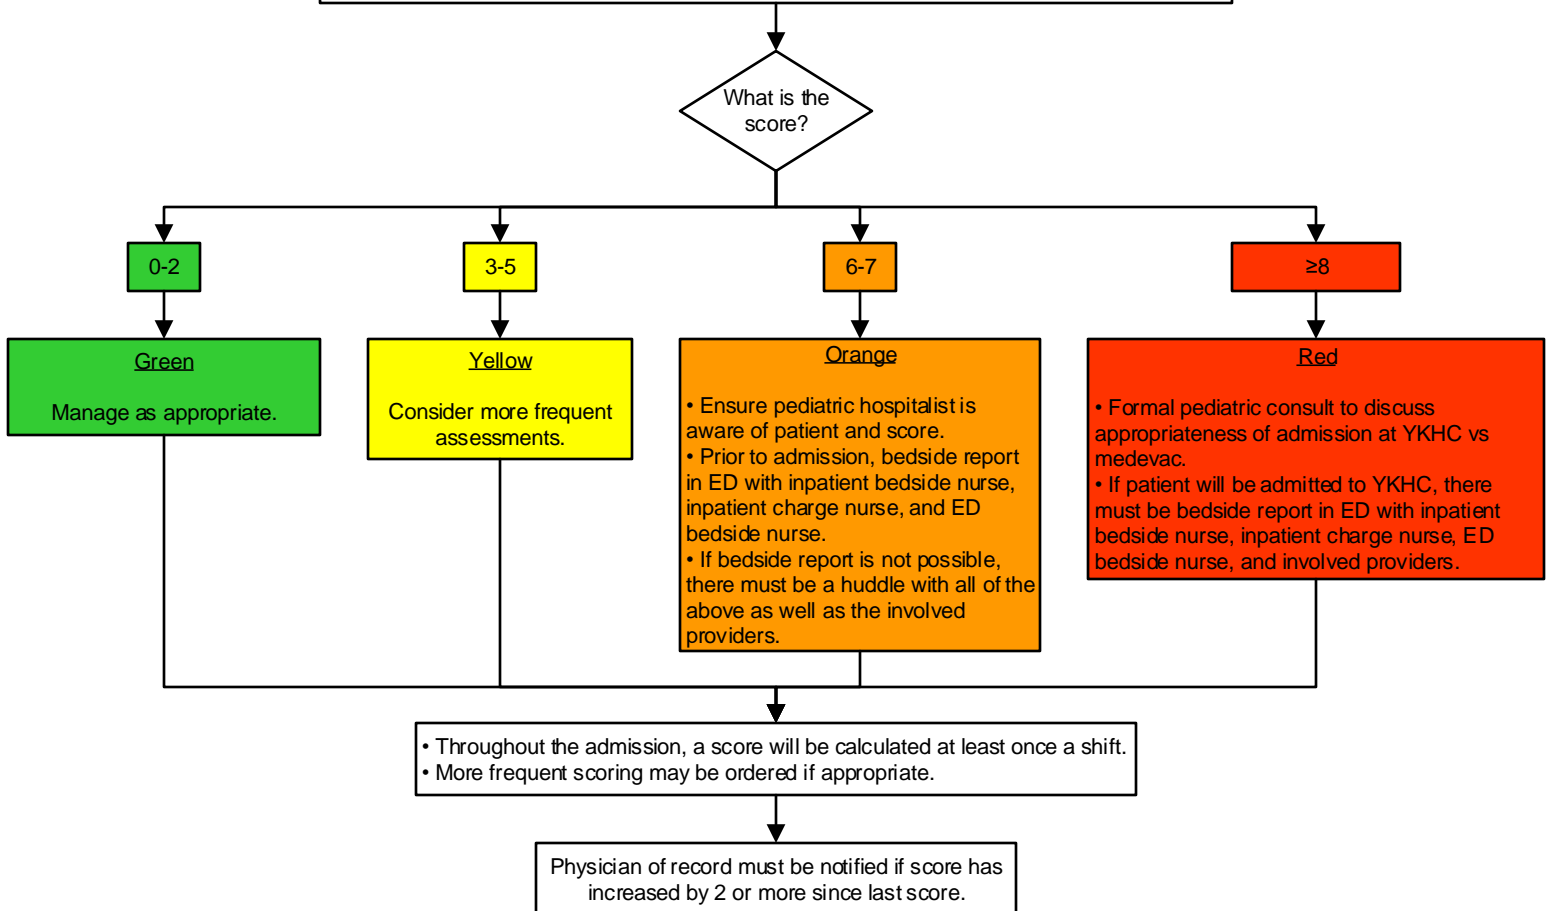 What is the
score?
0-2
3-5
6-7
≥8
Green
Manage as appropriate.
Yellow
Consider more frequent
assessments.
Orange
• Ensure pediatric hospitalist is
aware of patient and score.
• Prior to admission, bedside report
in ED with inpatient bedside nurse,
inpatient charge nurse, and ED
bedside nurse.
• If bedside report is not possible,
there must be a huddle with all of the
above as well as the involved
providers.
Red
• Formal pediatric consult to discuss
appropriateness of admission at YKHC vs
medevac.
• If patient will be admitted to YKHC, there
must be bedside report in ED with inpatient
bedside nurse, inpatient charge nurse, ED
bedside nurse, and involved providers.
• Throughout the admission, a score will be calculated at least once a shift.
• More frequent scoring may be ordered if appropriate.
Physician of record must be notified if score has
increased by 2 or more since last score.